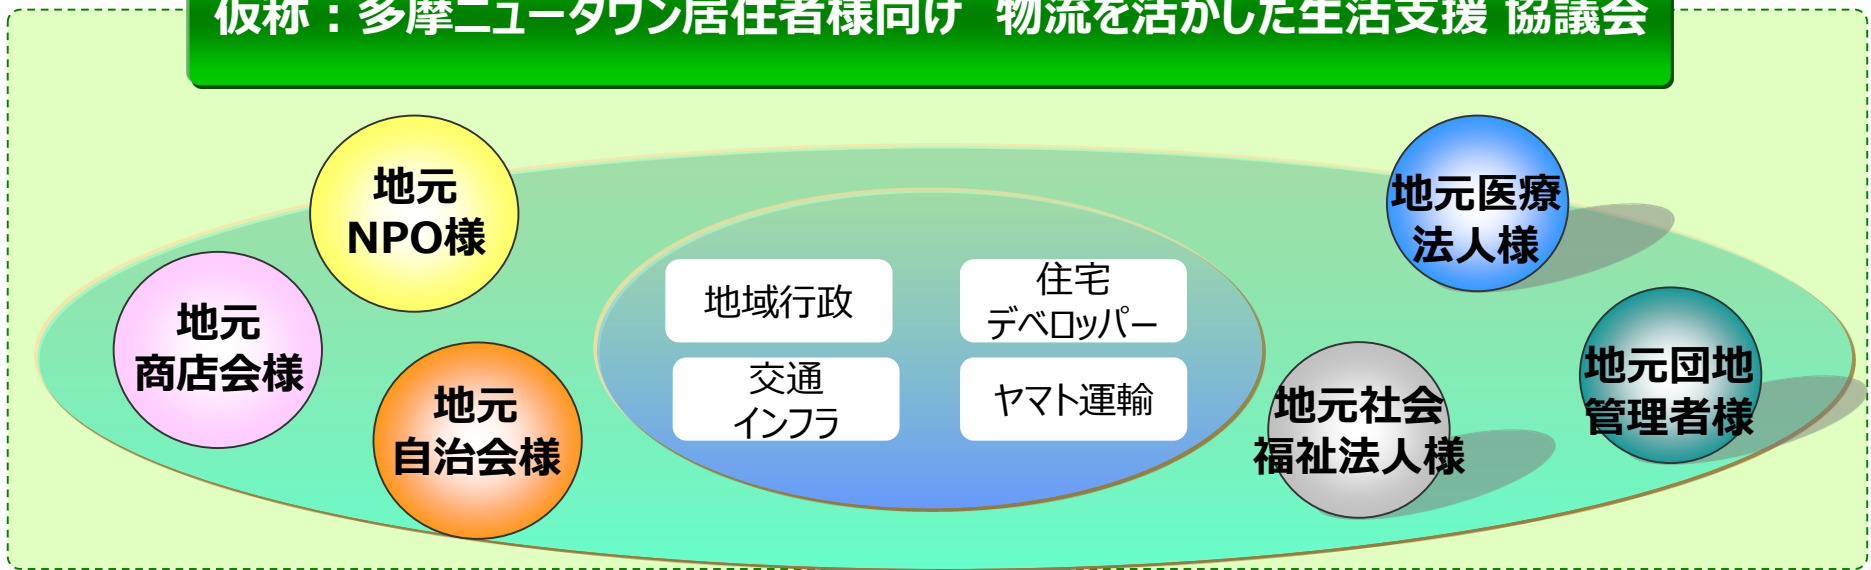 仮称：多摩ニュータウン居住者様向け 物流を活かした生活支援 協議会
地元
NPO様
地元
商店会様
地元
自治会様
地域行政
住宅
デベロッパー
交通
インフラ
ヤマト運輸
地元医療
法人様
地元社会
福祉法人様
地元団地
管理者様